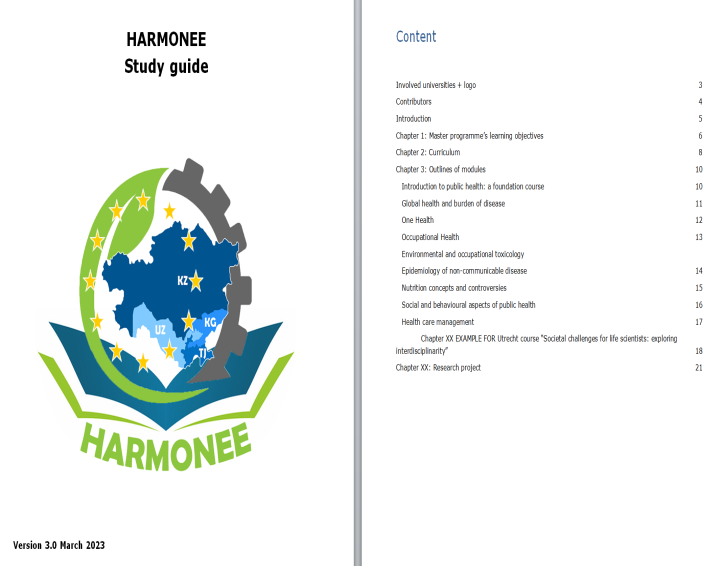 HARMONEE
Study guide
KZ
UZ
KG
TJ
HARMONEE
Version 3.0 March 2023
Content
Involved universities + logo 3
Contributors 4
Introduction 5
Chapter 1: Master programme's learning objectives 6
Chapter 2: Curriculum 8
Chapter 3: Outlines of modules 10
Introduction to public health: a foundation course 10
Global health and burden of disease 11
One Health 12
Occupational Health 13
Environmental and occupational toxicology
Epidemiology of non-communicable disease 14
Nutrition concepts and controversies 15
Social and behavioural aspects of public health 16
Health care management 17
Chapter XX EXAMPLE FOR Utrecht course "Societal challenges for life scientists: exploring
interdisciplinarity" 18
Chapter XX: Research project 21